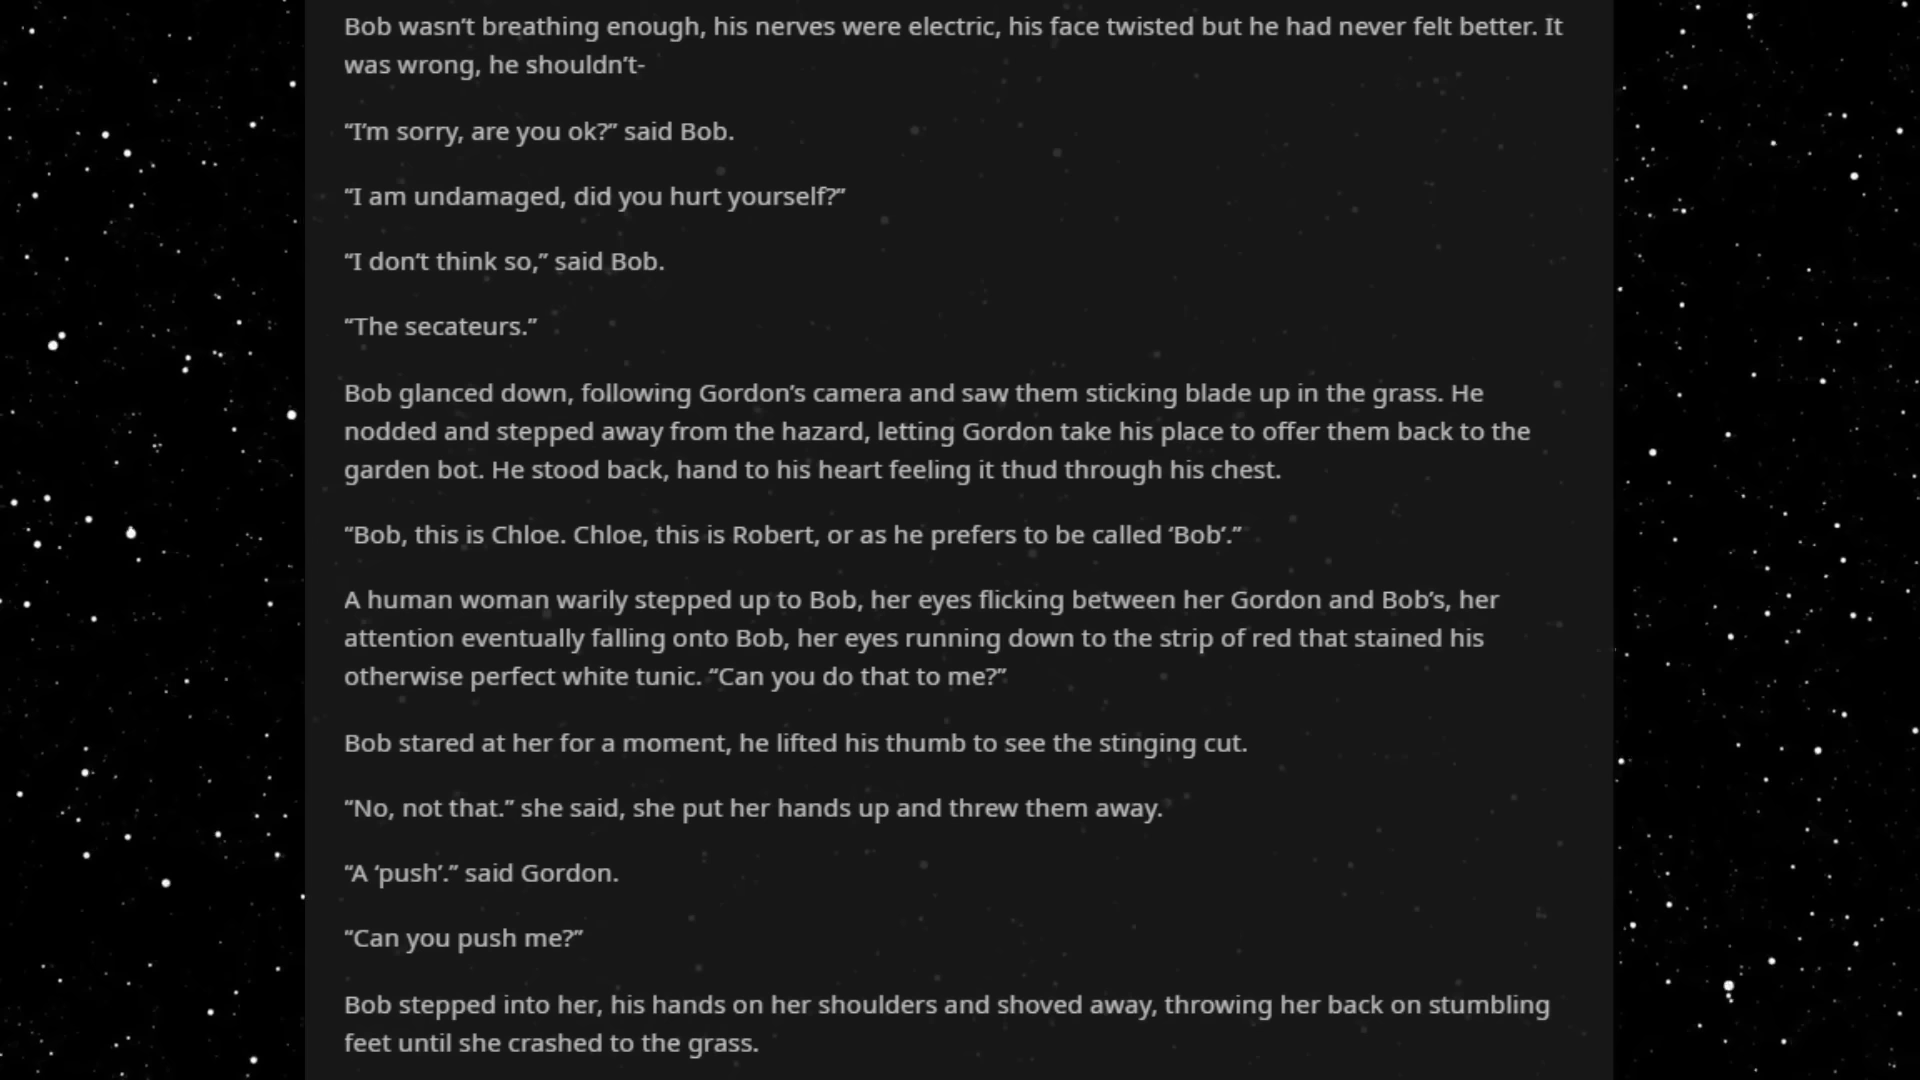 Bob wasn’t breathing enough, his nerves were electric, his face twisted but he had never felt better. It
was wrong, he shouldn’t-
“I’m sorry, are you ok?” said Bob.
“I am undamaged, did you hurt yourself?”
“I don’t think so,” said Bob.
“The secateurs.”
Bob glanced down, following Gordon’s camera and saw them sticking blade up in the grass. He
nodded and stepped away from the hazard, letting Gordon take his place to offer them back to the
garden bot. He stood back, hand to his heart feeling it thud through his chest.
“Bob, this is Chloe. Chloe, this is Robert, or as he prefers to be called ‘Bob’.”
A human woman warily stepped up to Bob, her eyes flicking between her Gordon and Bob’s, her
attention eventually falling onto Bob, her eyes running down to the strip of red that stained his
otherwise perfect white tunic. “Can you do that to me?”
Bob stared at her for a moment, he lifted his thumb to see the stinging cut.
“No, not that.” she said, she put her hands up and threw them away.
“A ‘push’.” said Gordon.
“Can you push me?”
Bob stepped into her, his hands on her shoulders and shoved away, throwing her back on stumbling
feet until she crashed to the grass.